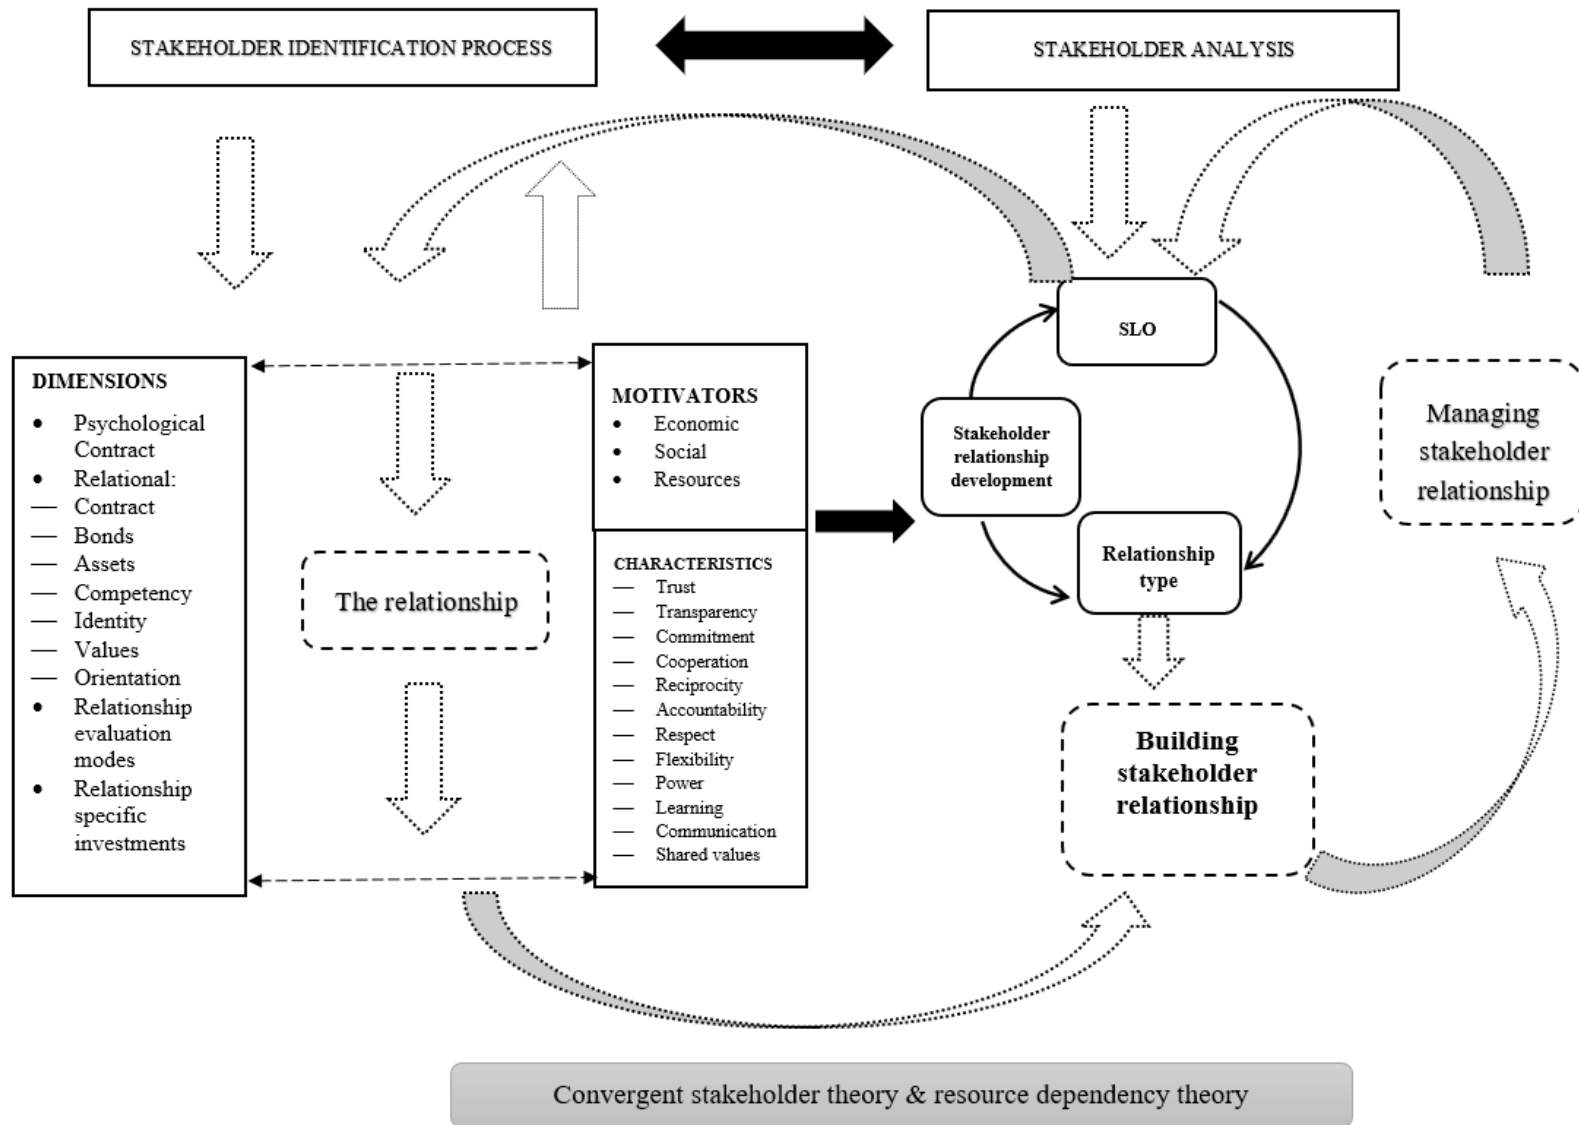 STAKEHOLDER IDENTIFICATION PROCESS
STAKEHOLDER ANALYSIS
DIMENSIONS
● Psychological
Contract
● Relational:
— Contract
— Bonds
— Assets
— Competency
— Identity
— Values
— Orientation
● Relationship
evaluation
modes
● Relationship
specific
investments
The relationship
MOTIVATORS
● Economic
● Social
● Resources
CHARACTERISTICS
— Trust
— Transparency
— Commitment
— Cooperation
— Reciprocity
— Accountability
— Respect
— Flexibility
— Power
— Learning
— Communication
— Shared values
SLO
Stakeholder
relationship
development
Relationship
type
Building
stakeholder
relationship
Managing
stakeholder
relationship
Convergent stakeholder theory & resource dependency theory